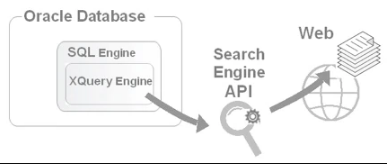 Oracle Database
SQL Engine
XQuery Engine
Search
Engine
API
Web